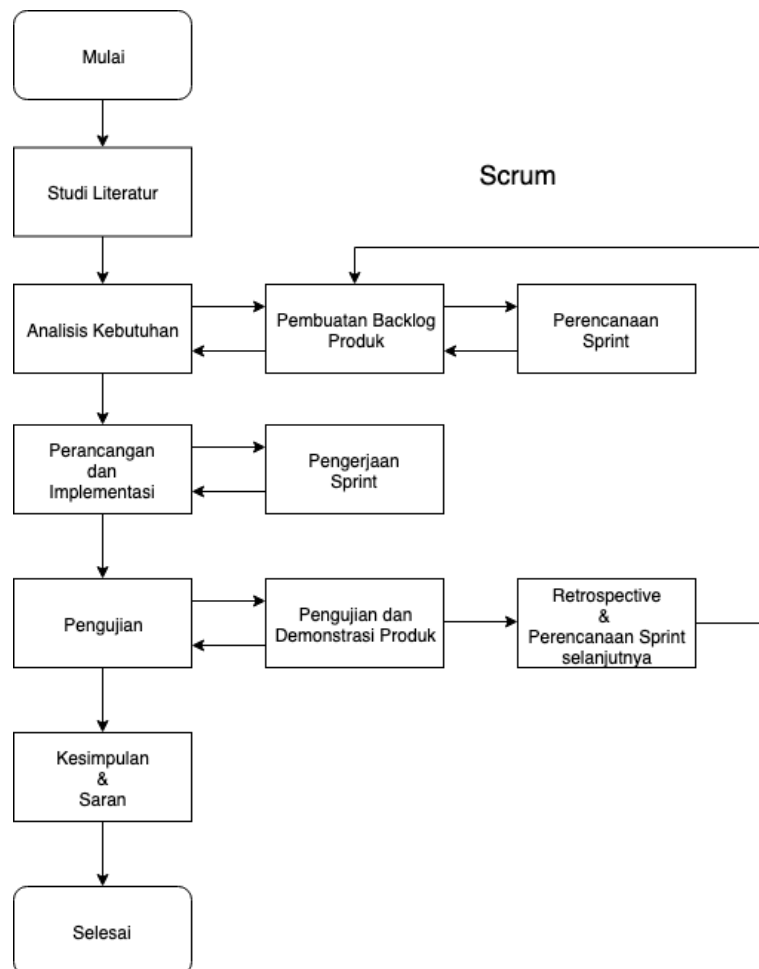 Mulai
Studi Literatur
Scrum
Analisis Kebutuhan
Pembuatan Backlog
Produk
Perencanaan
Sprint
Perancangan
dan
Implementasi
Pengerjaan
Sprint
Pengujian
Pengujian dan
Demonstrasi Produk
Retrospective
&
Perencanaan Sprint
selanjutnya
Kesimpulan
&
Saran
Selesai